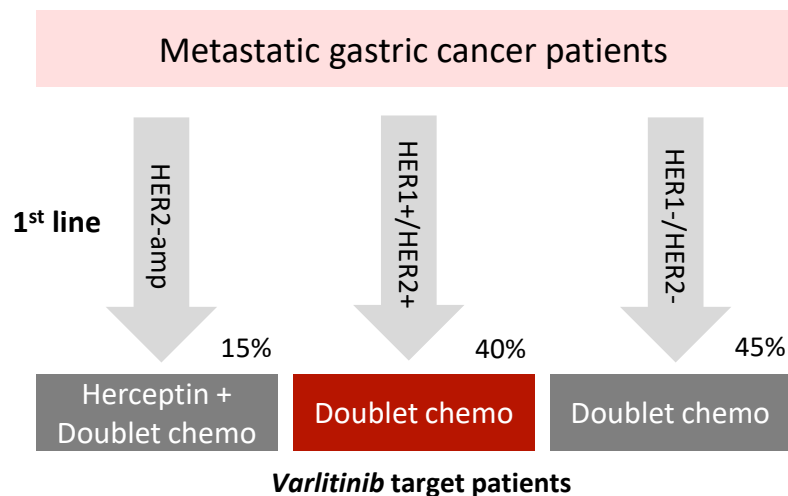 Metastatic gastric cancer patients
1st line
HER2-amp
HER1+/HER2+
HER1-/HER2-
15%
40%
45%
Herceptin +
Doublet chemo
Doublet chemo
Doublet chemo
Varlitinib target patients